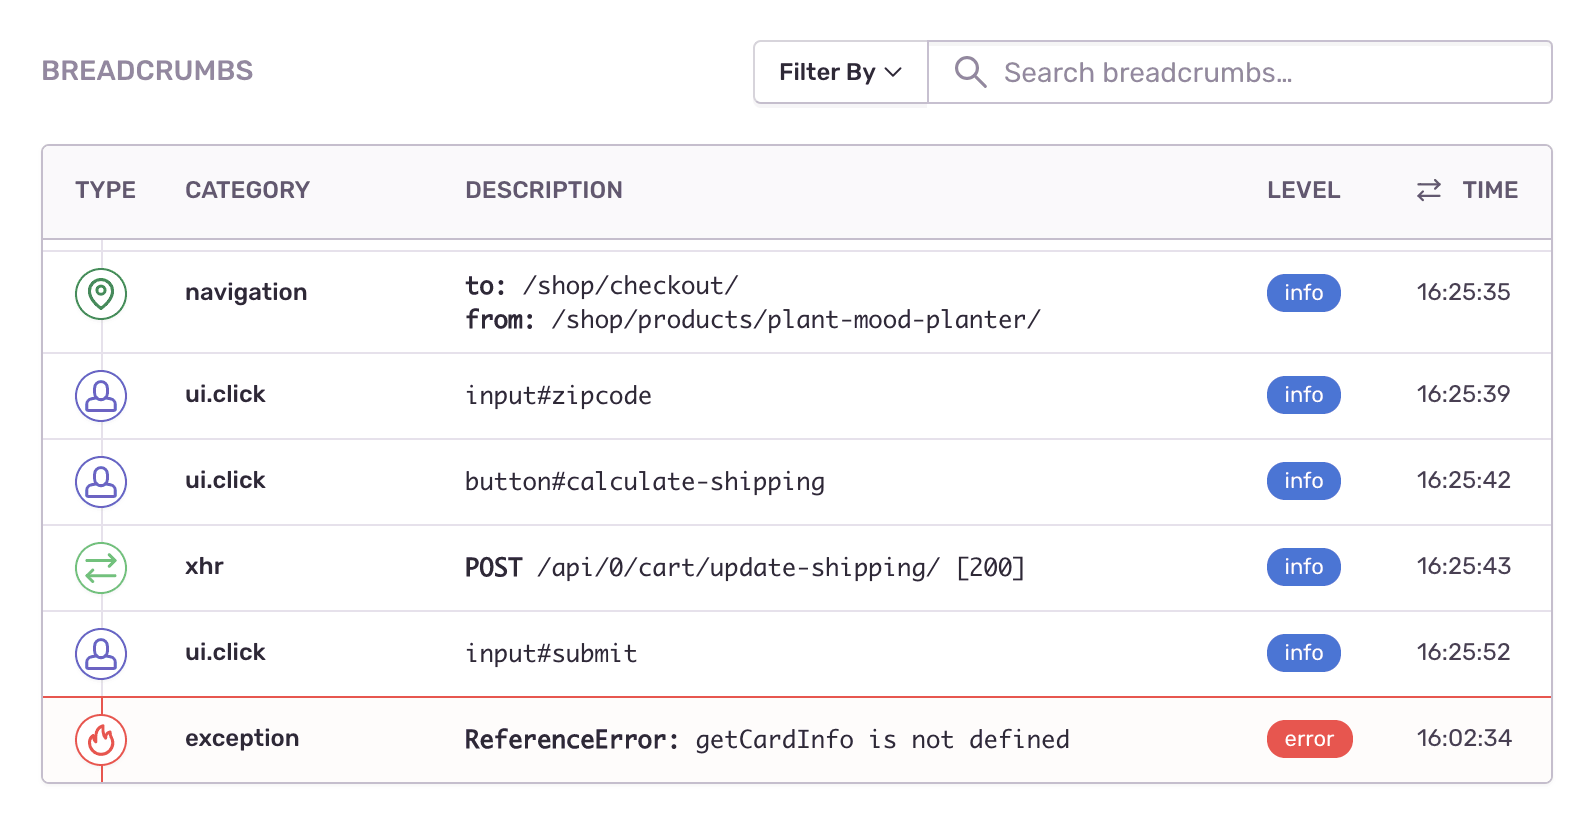 BREADCRUMBS
Filter By
Search breadcrumbs...
TYPE CATEGORY DESCRIPTION LEVEL TIME
navigation to: /shop/checkout/ info 16:25:35
from: /shop/products/plant-mood-planter/
ui.click input#zipcode info 16:25:39
ui.click button#calculate-shipping info 16:25:42
xhr POST /api/0/cart/update-shipping/ [200] info 16:25:43
ui.click input#submit info 16:25:52
exception ReferenceError: getCardInfo is not defined error 16:02:34